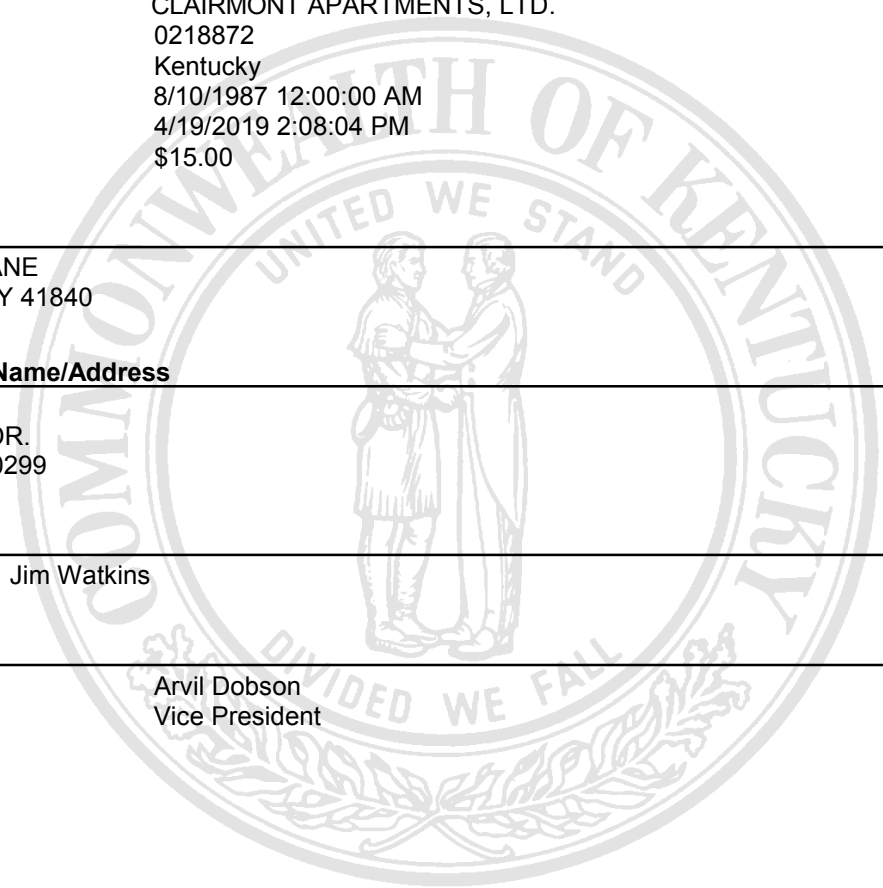 CLAIRMONT APARTMENTS, LTD.
0218872
Kentucky
8/10/1987 12:00:00 AM
4/19/2019 2:08:04 PM
$15.00
ANE
Y 41840
Name/Address
DR.
0299
Jim Watkins
Arvil Dobson
Vice President
COMMONWEALTH OF KENTUCKY
UNITED WE STAND
DIVIDED WE FALL